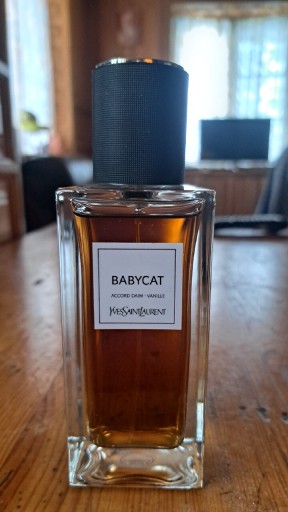 BABYCAT
ACCORD DAIM - VANILLE
YVESSAINTLAURENT